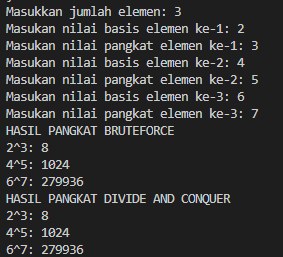 Masukkan jumlah elemen: 3
Masukan nilai basis elemen ke-1: 2
Masukan nilai pangkat elemen ke-1: 3
Masukan nilai basis elemen ke-2: 4
Masukan nilai pangkat elemen ke-2: 5
Masukan nilai basis elemen ke-3: 6
Masukan nilai pangkat elemen ke-3: 7
HASIL PANGKAT BRUTEFORCE
2^3: 8
4^5: 1024
6^7: 279936
HASIL PANGKAT DIVIDE AND CONQUER
2^3: 8
4^5: 1024
6^7: 279936